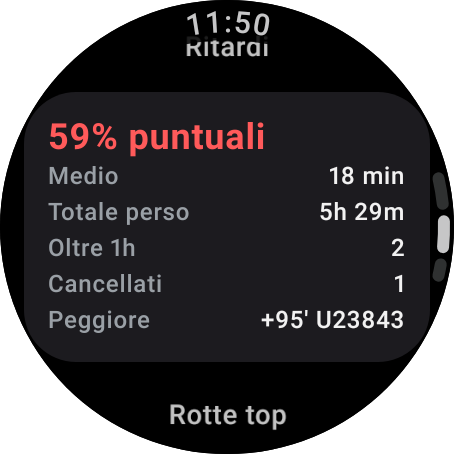 11:50
Ritardi
59% puntuali
Medio 18 min
Totale perso 5h 29m
Oltre 1h 2
Cancellati 1
Peggiore +95' U23843
Rotte top